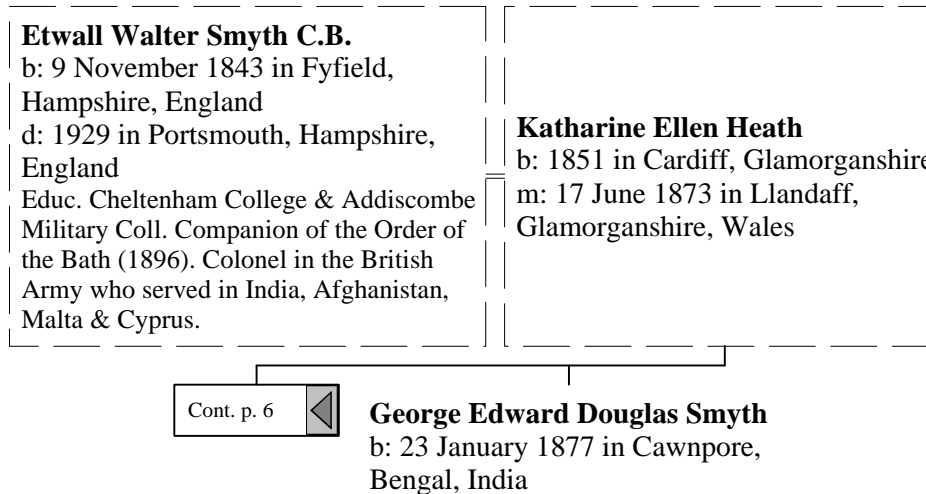 Etwall Walter Smyth C.B.
b: 9 November 1843 in Fyfield,
Hampshire, England
d: 1929 in Portsmouth, Hampshire,
England
Educ. Cheltenham College & Addiscombe
Military Coll. Companion of the Order of
the Bath (1896). Colonel in the British
Army who served in India, Afghanistan,
Malta & Cyprus.
Katharine Ellen Heath
b: 1851 in Cardiff, Glamorganshire
m: 17 June 1873 in Llandaff,
Glamorganshire, Wales
Cont. p. 6
George Edward Douglas Smyth
b: 23 January 1877 in Cawnpore,
Bengal, India